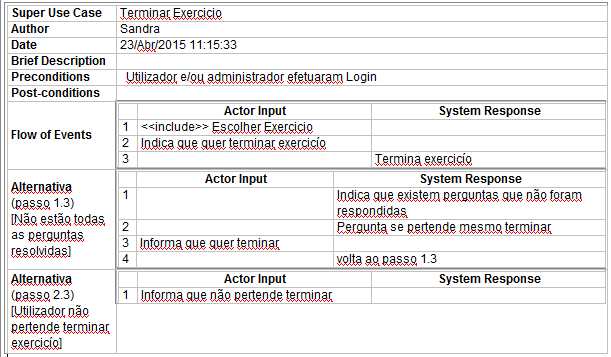 Super Use Case Terminar Exercicio
Author Sandra
Date 23/Abr/2015 11:15:33
Brief Description
Preconditions Utilizador e/ou administrador efetuaram Login
Post-conditions
Flow of Events
Actor Input System Response
1 <<include>> Escolher Exercicio
2 Indica que quer terminar exercicío
3 Termina exercicío
Alternativa
(passo 1.3)
[Não estão todas
as perguntas
resolvidas]
Actor Input System Response
1 Indica que existem perguntas que não foram
respondidas
2 Pergunta se pertende mesmo terminar
3 Informa que quer teminar
4 volta ao passo 1.3
Alternativa
(passo 2.3)
[Utilizador não
pertende terminar
exercicío]
Actor Input System Response
1 Informa que não pertende terminar